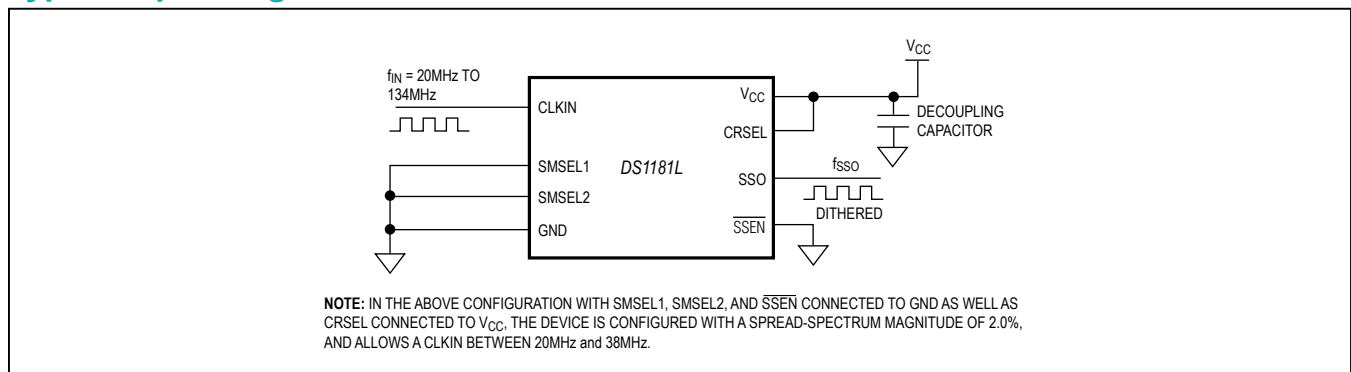 VCC
fIN = 20MHz TO
134MHz
CLKIN
VCC
DECOUPLING
CAPACITOR
CRSEL
SMSEL1
DS1181L
SSO
fSSO
SMSEL2
DITHERED
GND
SSEN
NOTE: IN THE ABOVE CONFIGURATION WITH SMSEL1, SMSEL2, AND SSEN CONNECTED TO GND AS WELL AS
CRSEL CONNECTED TO VCC, THE DEVICE IS CONFIGURED WITH A SPREAD-SPECTRUM MAGNITUDE OF 2.0%,
AND ALLOWS A CLKIN BETWEEN 20MHz and 38MHz.